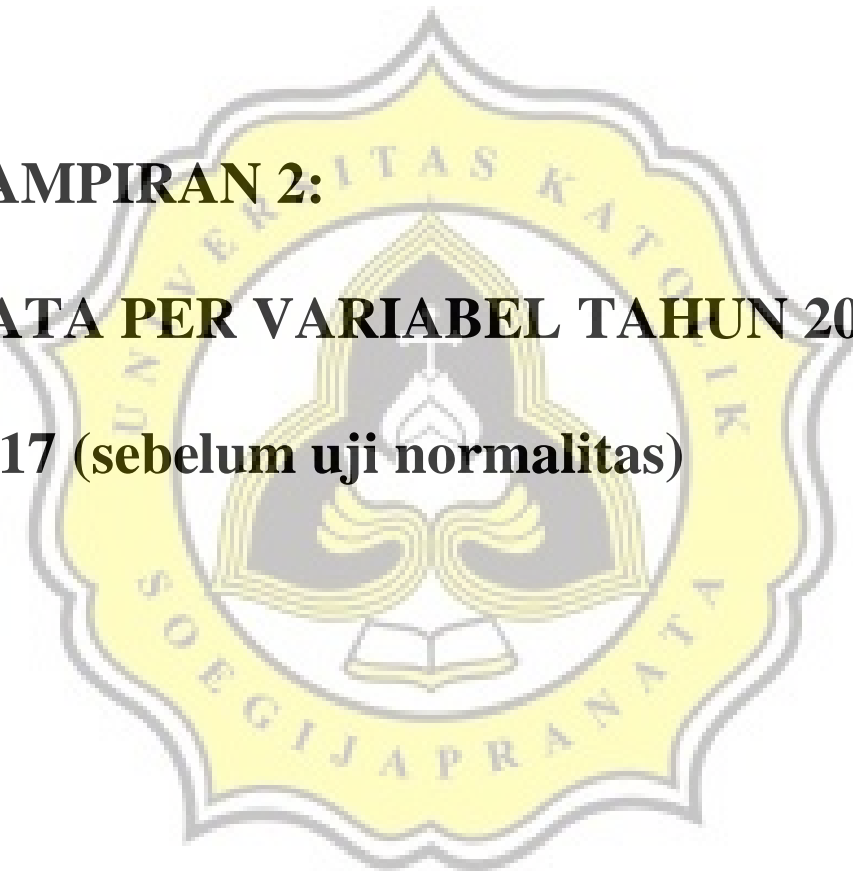 AMPIRAN 2:
ATA PER VARIABEL TAHUN 20
17 (sebelum uji normalitas)
UNIVERSITAS KATOLIK
SOEGIJAPRANATA